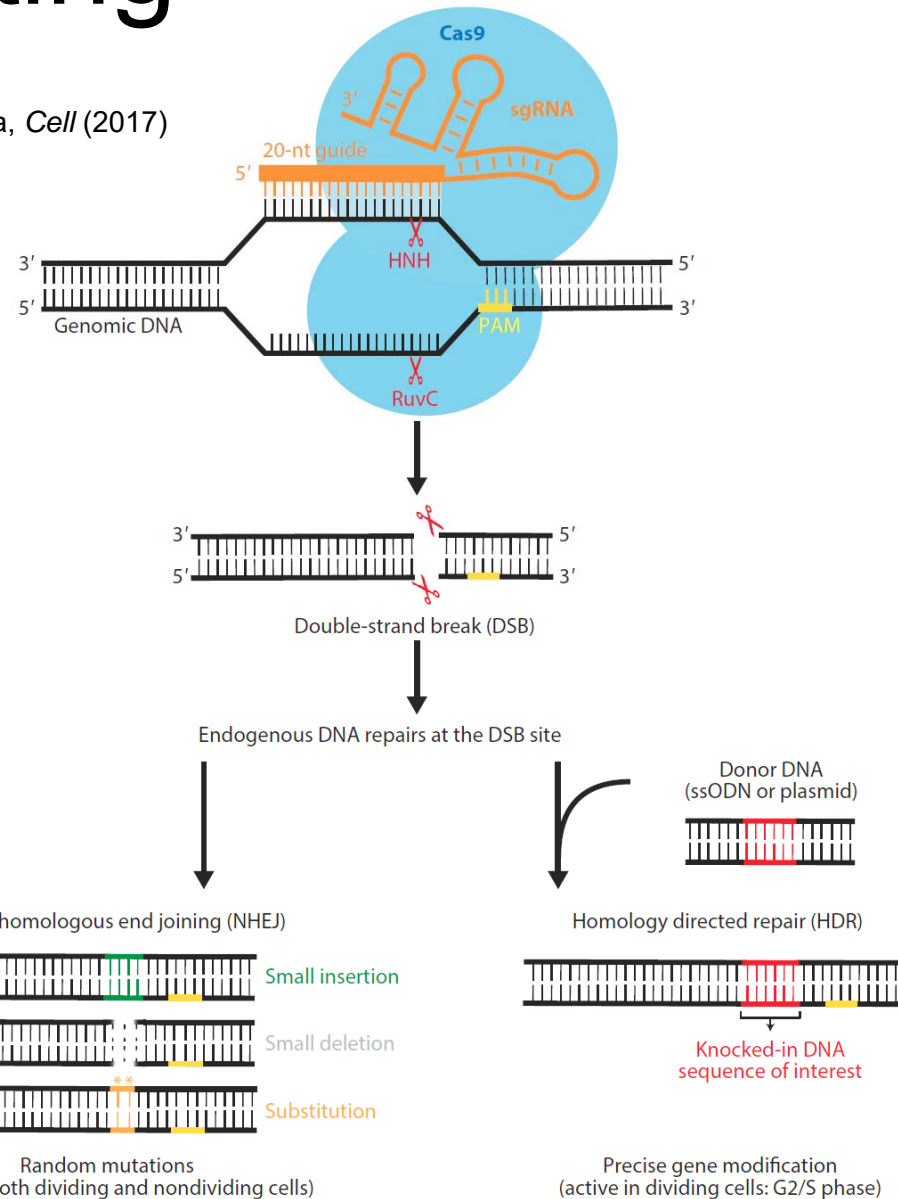 ting
a, Cell (2017)
Cas9
3′
sgRNA
20-nt guide
5′
HNH
3′
5′
5′
3′
Genomic DNA
PAM
RuvC
3′
5′
5′
3′
Double-strand break (DSB)
Endogenous DNA repairs at the DSB site
Donor DNA
(ssODN or plasmid)
homologous end joining (NHEJ)
Homology directed repair (HDR)
Small insertion
Small deletion
**
Substitution
Knocked-in DNA
sequence of interest
Random mutations
oth dividing and nondividing cells)
Precise gene modification
(active in dividing cells: G2/S phase)